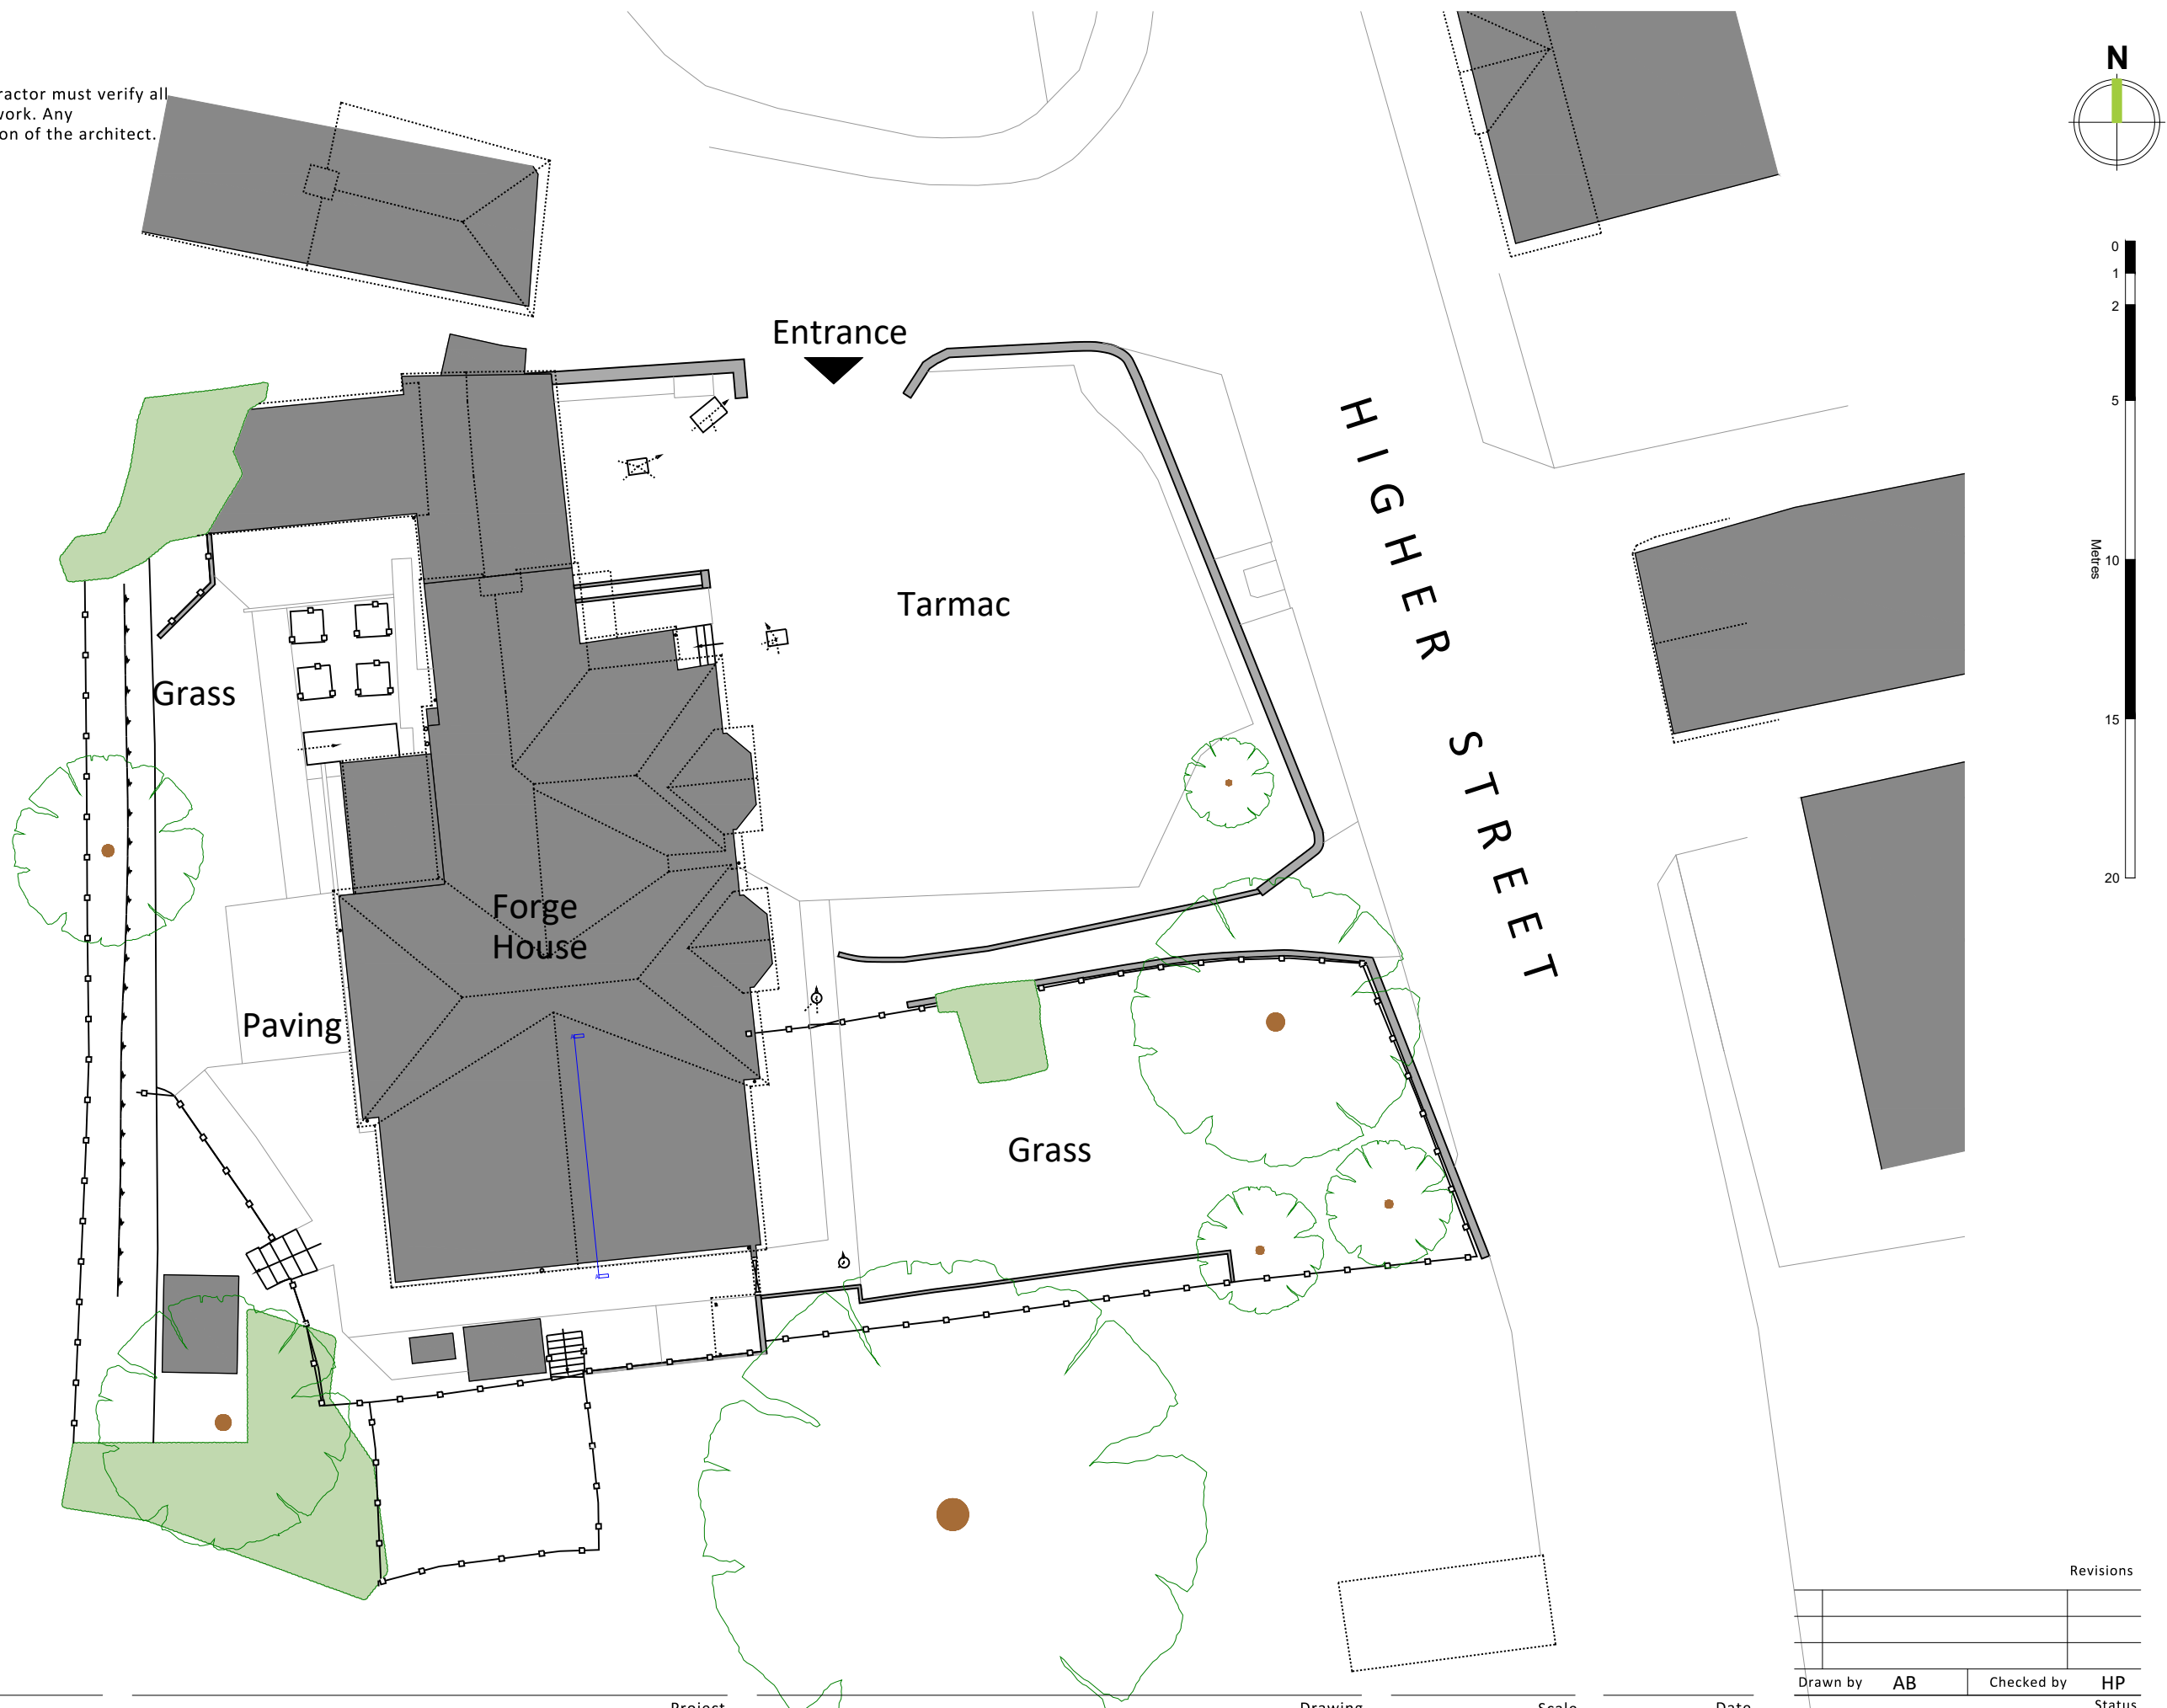 ractor must verify all
work. Any
on of the architect.
N
0
1
2
5
Metres
10
15
20
Entrance
HIGHER STREET
Tarmac
Grass
Forge
House
Paving
Grass
Revisions
Drawn by AB Checked by HP
Status
Project
Drawing
Scale
Date